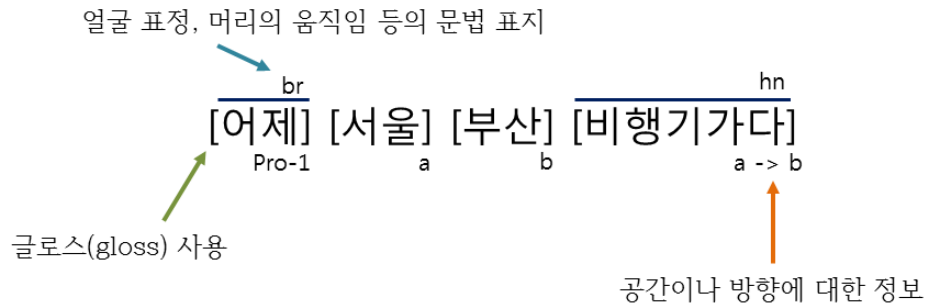 얼굴 표정, 머리의 움직임 등의 문법 표지
br hn
[어제] [서울] [부산] [비행기가다]
Pro-1 a b a -> b
글로스(gloss) 사용
공간이나 방향에 대한 정보